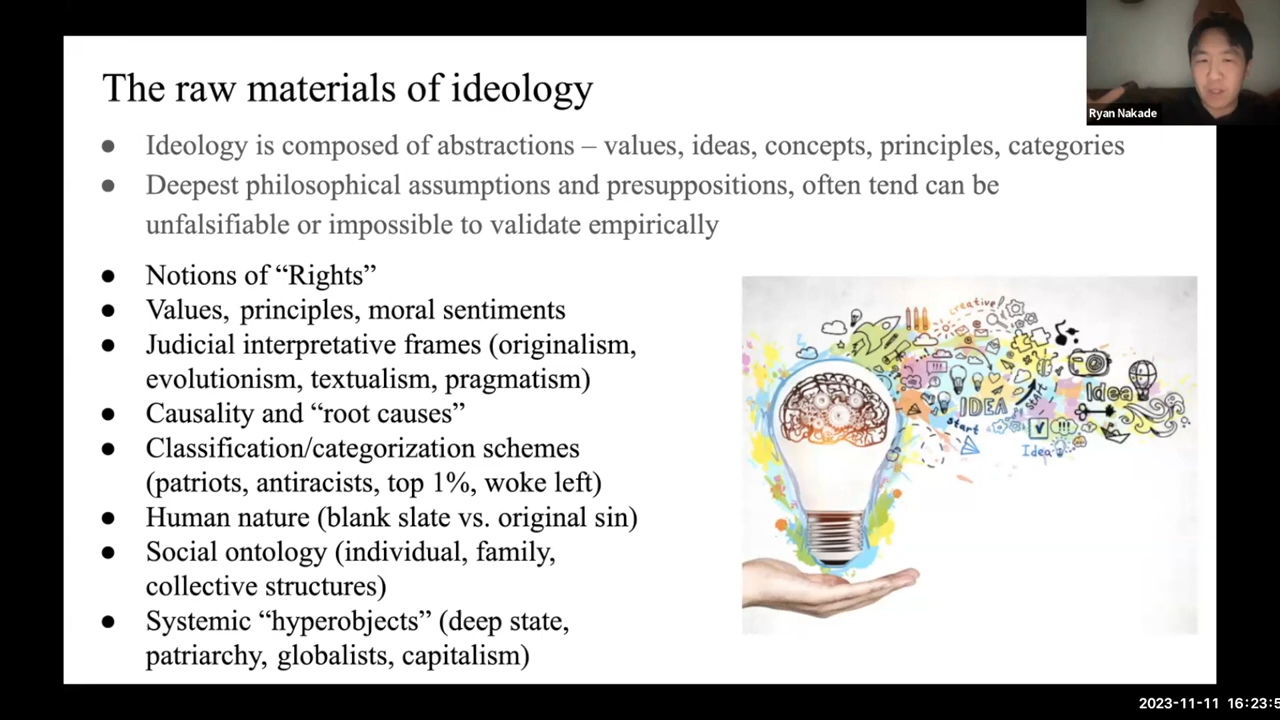 The raw materials of ideology
● Ideology is composed of abstractions – values, ideas, concepts, principles, categories
● Deepest philosophical assumptions and presuppositions, often tend can be
unfalsifiable or impossible to validate empirically
● Notions of “Rights”
● Values, principles, moral sentiments
● Judicial interpretative frames (originalism,
evolutionism, textualism, pragmatism)
● Causality and “root causes”
● Classification/categorization schemes
(patriots, antiracists, top 1%, woke left)
● Human nature (blank slate vs. original sin)
● Social ontology (individual, family,
collective structures)
● Systemic “hyperobjects” (deep state,
patriarchy, globalists, capitalism)
creative!
IDEA
start
start
Idea
Idea
Ryan Nakade
2023-11-11 16:23:5